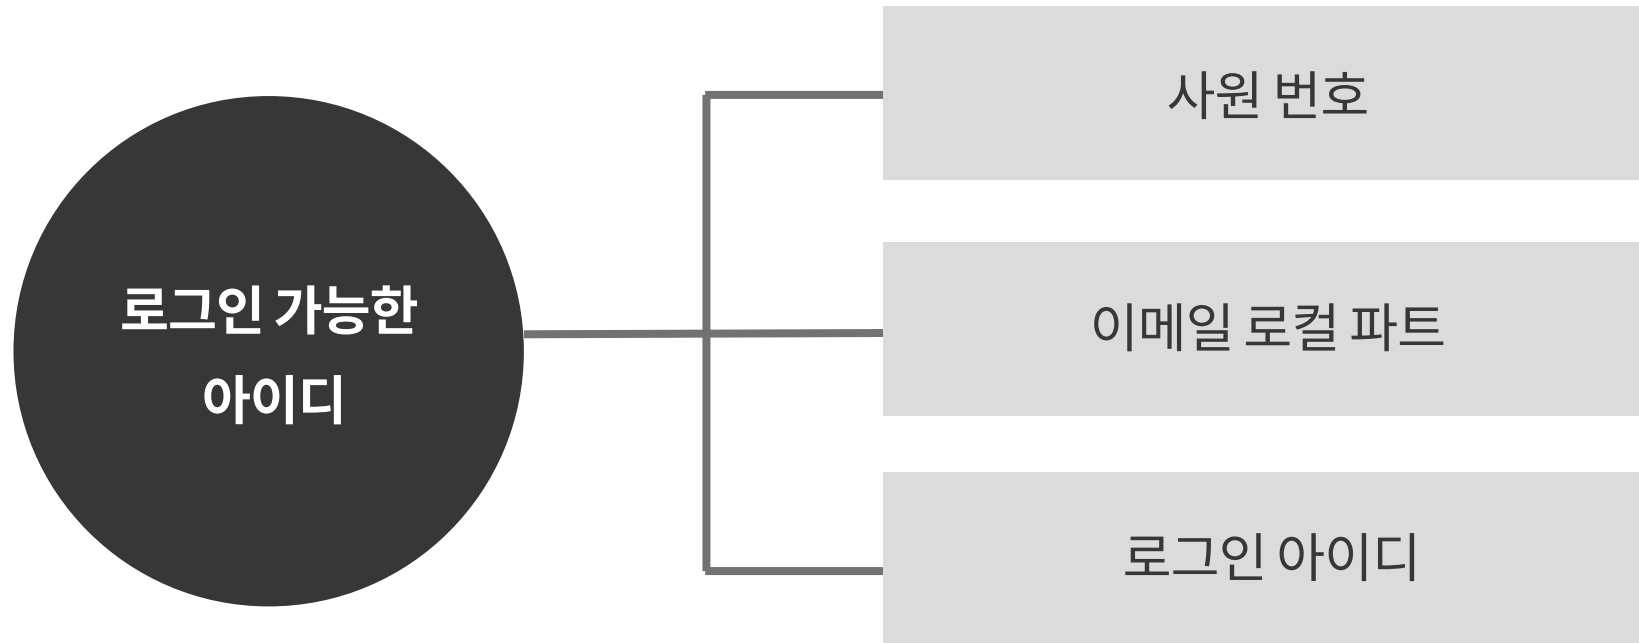 로그인 가능한
아이디
사원 번호
이메일 로컬 파트
로그인 아이디